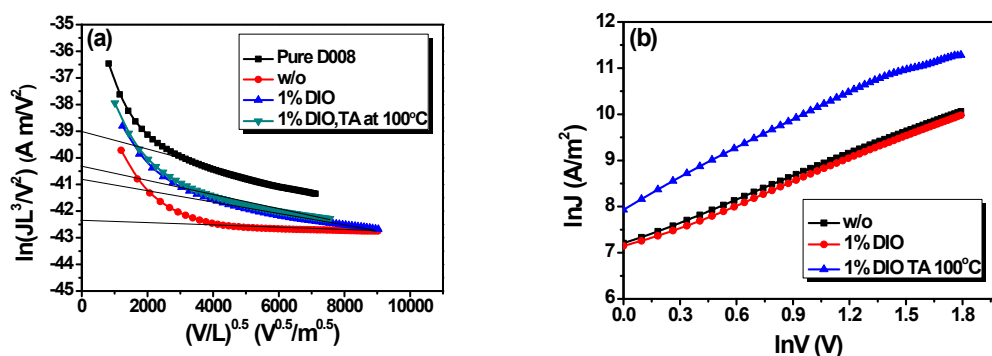 (a)
-35
-36
-37
-38
-39
-40
-41
-42
-43
-44
-45
ln(JL³/V²) (A m/V²)
Pure D008
w/o
1% DIO
1% DIO,TA at 100°C
0 2000 4000 6000 8000 10000
(V/L)^0.5 (V^0.5/m^0.5)
(b)
12
11
10
9
8
7
6
lnJ (A/m²)
w/o
1% DIO
1% DIO TA 100°C
0.0 0.3 0.6 0.9 1.2 1.5 1.8
lnV (V)